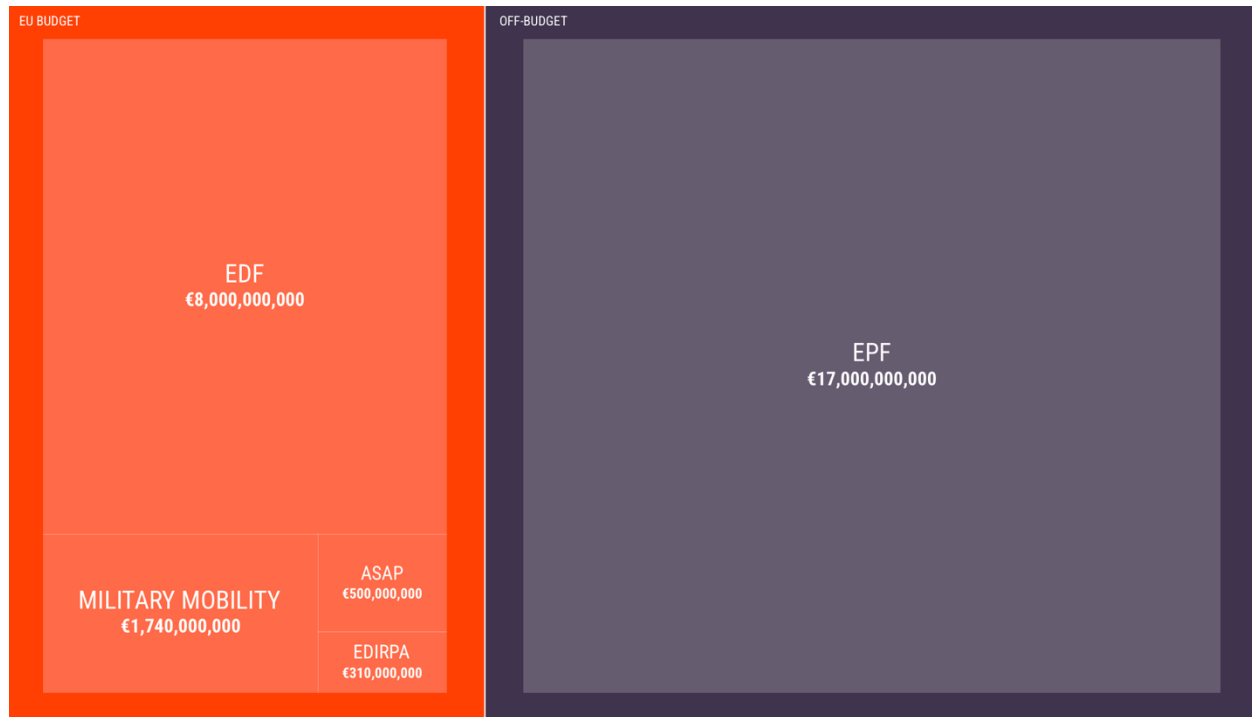 EU BUDGET
EDF
€8,000,000,000
MILITARY MOBILITY
€1,740,000,000
ASAP
€500,000,000
EDIRPA
€310,000,000
OFF-BUDGET
EPF
€17,000,000,000